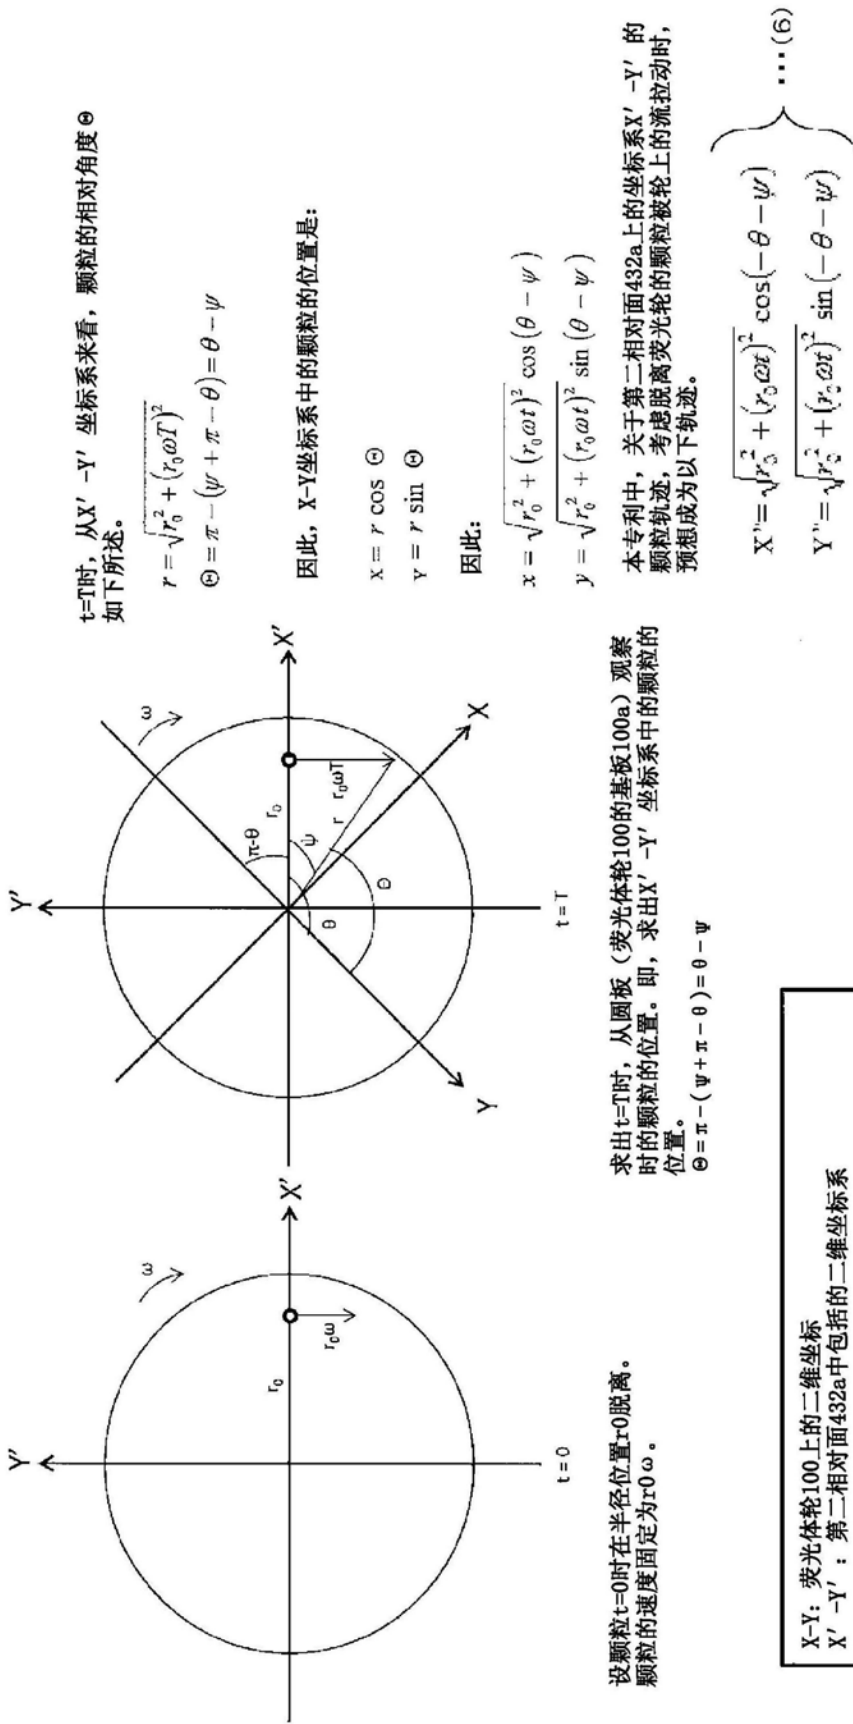 Y'
ω
X'
r₀
r₀ω
t=0
设颗粒t=0时在半径位置r0脱离。
颗粒的速度固定为r0ω。
X-Y: 荧光体轮100上的二维坐标
X'-Y': 第二相对面432a中包括的二维坐标系
Y'
ω
X'
π-θ
r₀
ψ
r
r₀ωT
θ
Θ
X
Y
t=T
求出t=T时, 从圆板 (荧光体轮100的基板100a) 观察
时的颗粒的位置。即, 求出X'-Y'坐标系中的颗粒的
位置。
Θ=π-(ψ+π-θ)=θ-ψ
t=T时, 从X'-Y'坐标系来看, 颗粒的相对角度Θ
如下所述。
r=√(r₀²+(r₀ωT)²)
Θ=π-(ψ+π-θ)=θ-ψ
因此, X-Y坐标系中的颗粒的位置是:
X=r cos Θ
Y=r sin Θ
因此:
x=√(r₀²+(r₀ωt)²) cos(θ-ψ)
y=√(r₀²+(r₀ωt)²) sin(θ-ψ)
本专利中, 关于第二相对面432a上的坐标系X'-Y'的
颗粒轨迹, 考虑脱离荧光轮的颗粒被轮上的流拉动时,
预想成为以下轨迹。
X"=√(r₀²+(r₀ωt)²) cos(-θ-ψ)
Y"=√(r₀²+(r₀ωt)²) sin(-θ-ψ)
…(6)